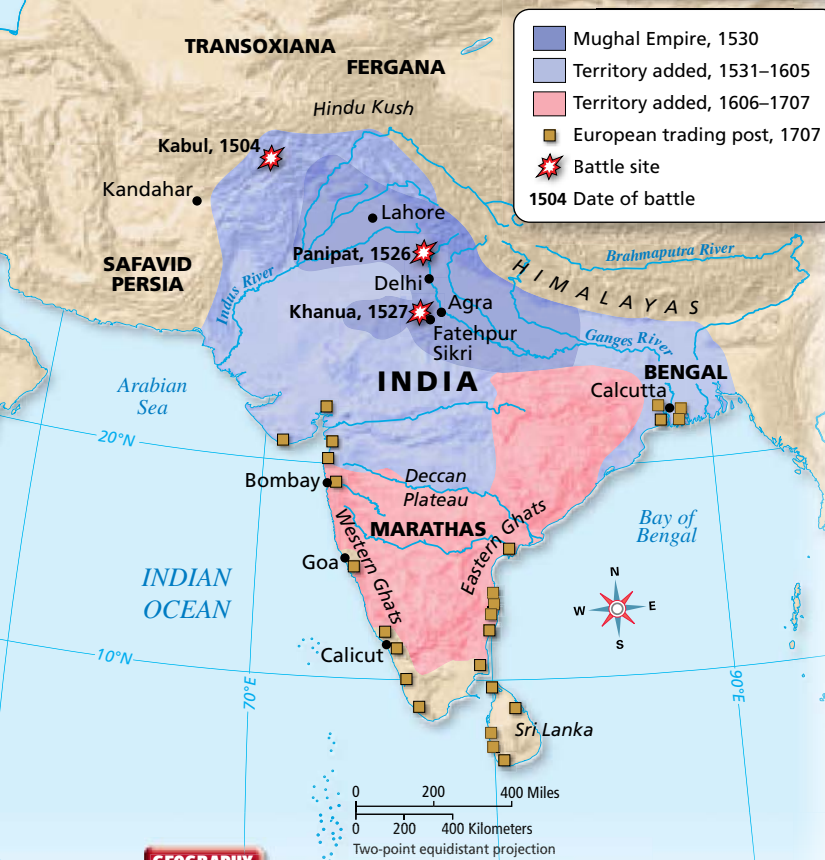 Mughal Empire, 1530
Territory added, 1531–1605
Territory added, 1606–1707
European trading post, 1707
Battle site
1504 Date of battle
TRANSOXIANA
FERGANA
Hindu Kush
Kabul, 1504
Kandahar
Lahore
Panipat, 1526
SAFAVID
PERSIA
Indus River
Delhi
HIMALAYAS
Brahmaputra River
Khanua, 1527
Agra
Fatehpur
Sikri
Ganges River
INDIA
BENGAL
Calcutta
Arabian
Sea
20°N
Bombay
Deccan
Plateau
MARATHAS
Western Ghats
Eastern Ghats
Bay of
Bengal
Goa
INDIAN
OCEAN
N
W
E
S
Calicut
10°N
70°E
90°E
Sri Lanka
0 200 400 Miles
0 200 400 Kilometers
Two-point equidistant projection
GEOGRAPHY